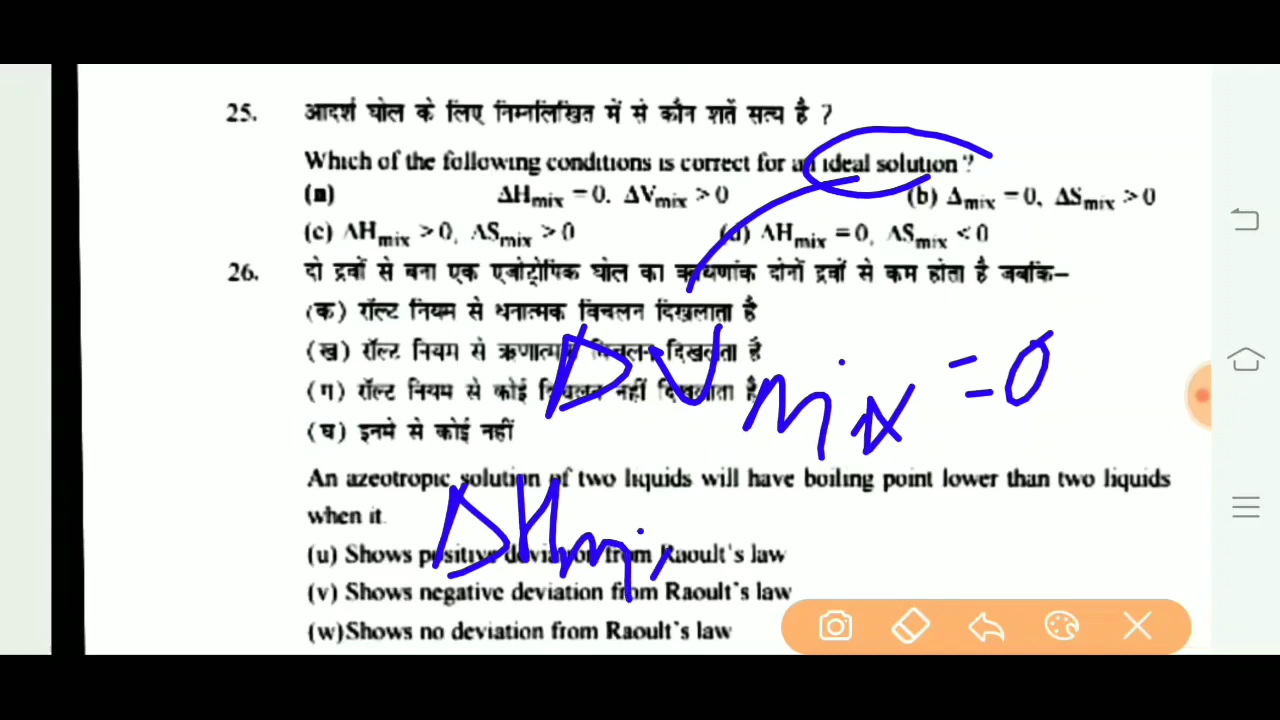 25. आदर्श घोल के लिए निम्नलिखित में से कौन शर्ते सत्य है ?
Which of the following conditions is correct for an ideal solution ?
(a) ΔHmix = 0. ΔVmix > 0 (b) Δmix = 0, ΔSmix > 0
(c) ΔHmix > 0, ΔSmix > 0 (d) ΔHmix = 0, ΔSmix < 0
26. दो द्रवों से बना एक एजोट्रोपिक घोल का क्वथणांक दोनों द्रवों से कम होता है जबकि–
(क) रॉल्ट नियम से धनात्मक विचलन दिखलाता है
(ख) रॉल्ट नियम से ऋणात्मक विचलन दिखलता है
(ग) रॉल्ट नियम से कोई विचलन नहीं दिखलाता है
ΔVmix = 0
(घ) इनमे से कोई नहीं
An azeotropic solution of two liquids will have boiling point lower than two liquids
when it.
ΔHmi
(u) Shows positive deviation from Raoult's law
(v) Shows negative deviation from Raoult's law
(w)Shows no deviation from Raoult's law